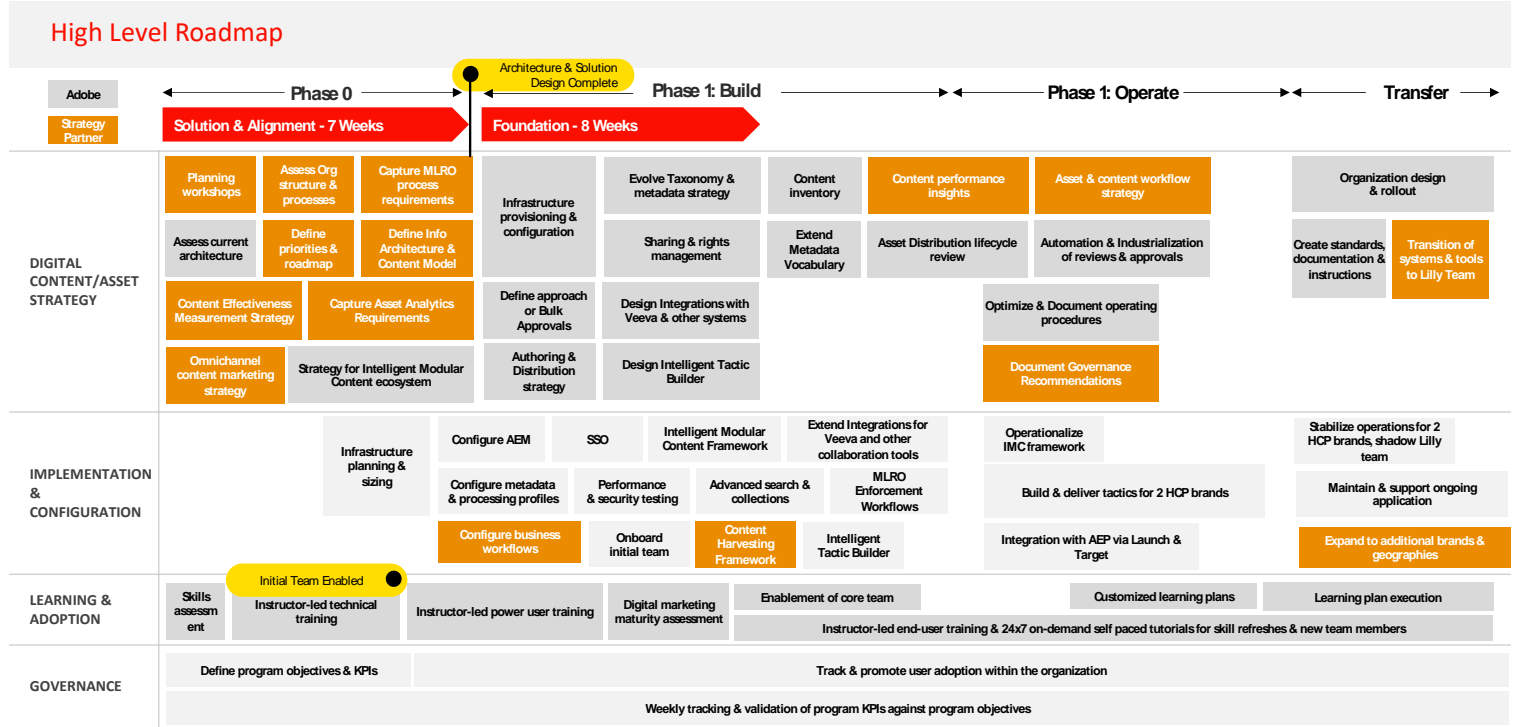 High Level Roadmap
Architecture & Solution
Design Complete
Adobe
Strategy
Partner
Phase 0
Phase 1: Build
Phase 1: Operate
Transfer
Solution & Alignment - 7 Weeks
Foundation - 8 Weeks
DIGITAL
CONTENT/ASSET
STRATEGY
Planning
workshops
Assess Org
structure &
processes
Capture MLRO
process
requirements
Assess current
architecture
Define
priorities &
roadmap
Define Info
Architecture &
Content Model
Content Effectiveness
Measurement Strategy
Capture Asset Analytics
Requirements
Omnichannel
content marketing
strategy
Strategy for Intelligent Modular
Content ecosystem
Infrastructure
provisioning &
configuration
Evolve Taxonomy &
metadata strategy
Sharing & rights
management
Define approach
or Bulk
Approvals
Design Integrations with
Veeva & other systems
Authoring &
Distribution
strategy
Design Intelligent Tactic
Builder
Content
inventory
Extend
Metadata
Vocabulary
Content performance
insights
Asset & content workflow
strategy
Asset Distribution lifecycle
review
Automation & Industrialization
of reviews & approvals
Optimize & Document operating
procedures
Document Governance
Recommendations
Organization design
& rollout
Create standards,
documentation &
instructions
Transition of
systems & tools
to Lilly Team
IMPLEMENTATION
&
CONFIGURATION
Infrastructure
planning &
sizing
Configure AEM
SSO
Intelligent Modular
Content Framework
Extend Integrations for
Veeva and other
collaboration tools
Configure metadata
& processing profiles
Performance
& security testing
Advanced search &
collections
MLRO
Enforcement
Workflows
Configure business
workflows
Onboard
initial team
Content
Harvesting
Framework
Intelligent
Tactic Builder
Operationalize
IMC framework
Build & deliver tactics for 2 HCP brands
Integration with AEP via Launch &
Target
Stabilize operations for 2
HCP brands, shadow Lilly
team
Maintain & support ongoing
application
Expand to additional brands &
geographies
LEARNING &
ADOPTION
Initial Team Enabled
Skills
assessm
ent
Instructor-led technical
training
Instructor-led power user training
Digital marketing
maturity assessment
Enablement of core team
Customized learning plans
Learning plan execution
Instructor-led end-user training & 24x7 on-demand self paced tutorials for skill refreshes & new team members
GOVERNANCE
Define program objectives & KPIs
Track & promote user adoption within the organization
Weekly tracking & validation of program KPIs against program objectives